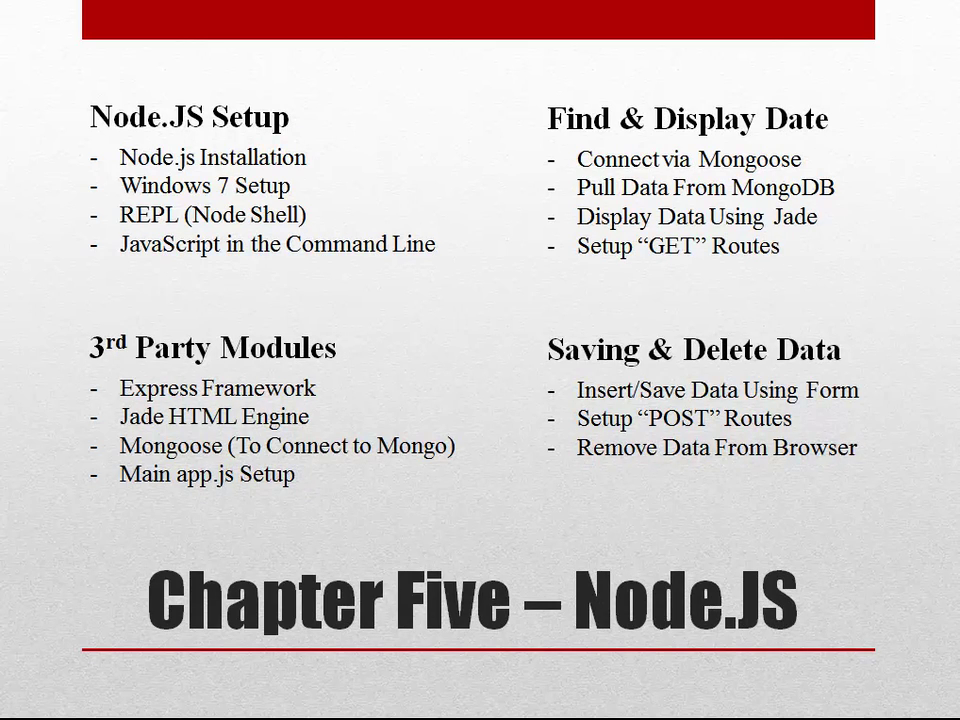 Node.JS Setup
- Node.js Installation
- Windows 7 Setup
- REPL (Node Shell)
- JavaScript in the Command Line
3rd Party Modules
- Express Framework
- Jade HTML Engine
- Mongoose (To Connect to Mongo)
- Main app.js Setup
Find & Display Date
- Connect via Mongoose
- Pull Data From MongoDB
- Display Data Using Jade
- Setup “GET” Routes
Saving & Delete Data
- Insert/Save Data Using Form
- Setup “POST” Routes
- Remove Data From Browser
Chapter Five – Node.JS